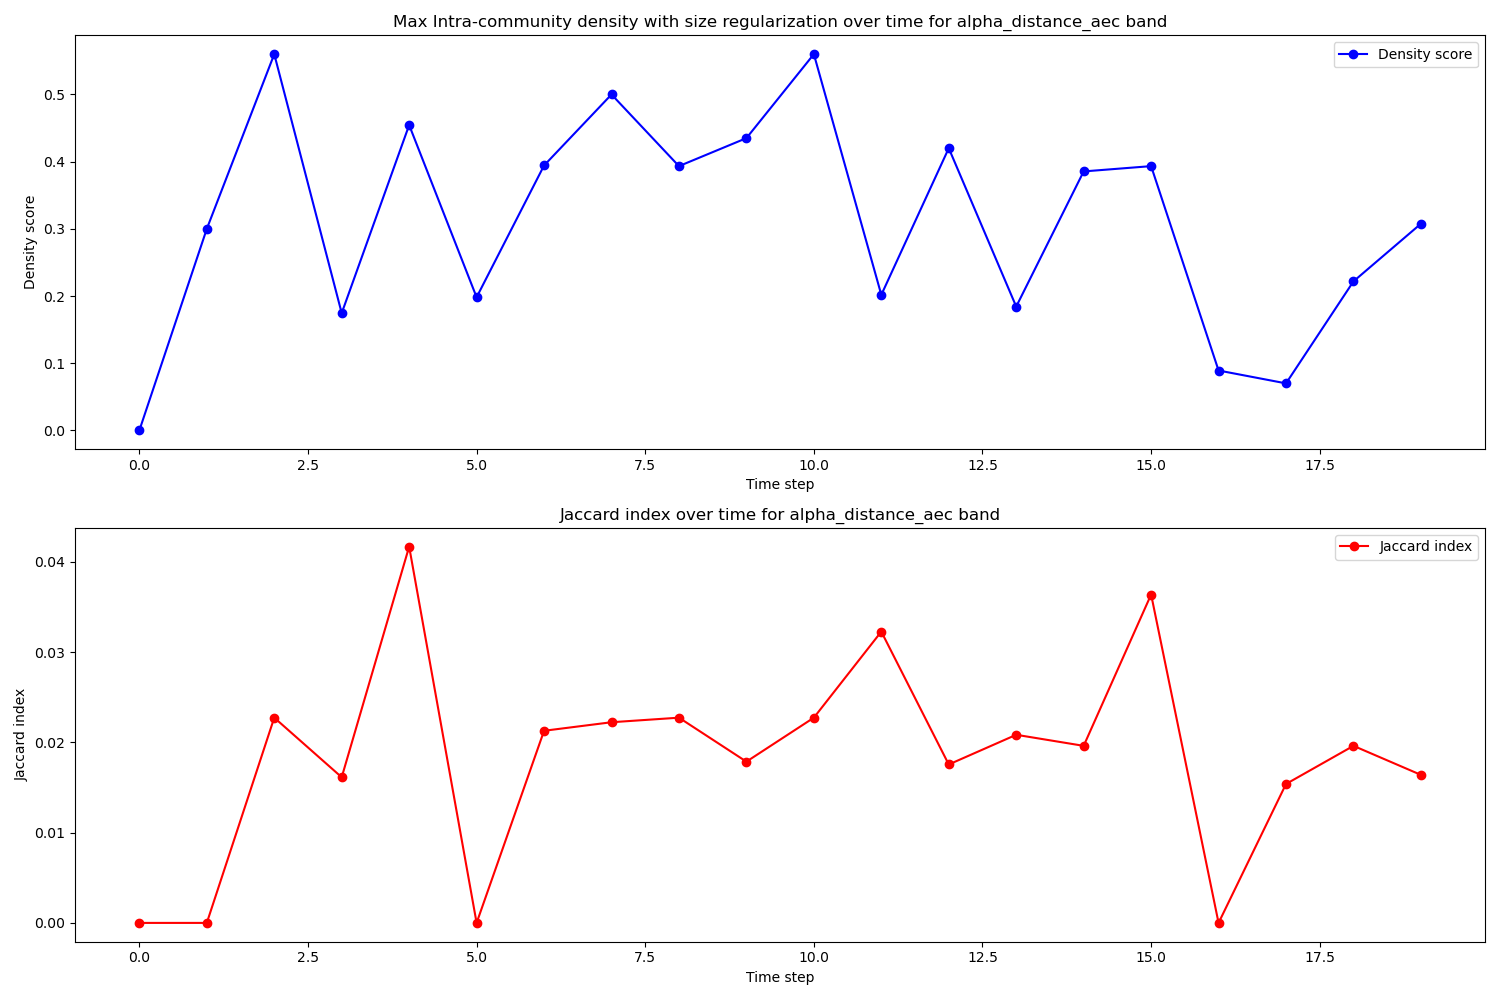 Max Intra-community density with size regularization over time for alpha_distance_aec band
Density score
0.5
0.4
0.3
0.2
0.1
0.0
Density score
0.0 2.5 5.0 7.5 10.0 12.5 15.0 17.5
Time step
Jaccard index over time for alpha_distance_aec band
Jaccard index
0.04
0.03
0.02
0.01
0.00
Jaccard index
0.0 2.5 5.0 7.5 10.0 12.5 15.0 17.5
Time step